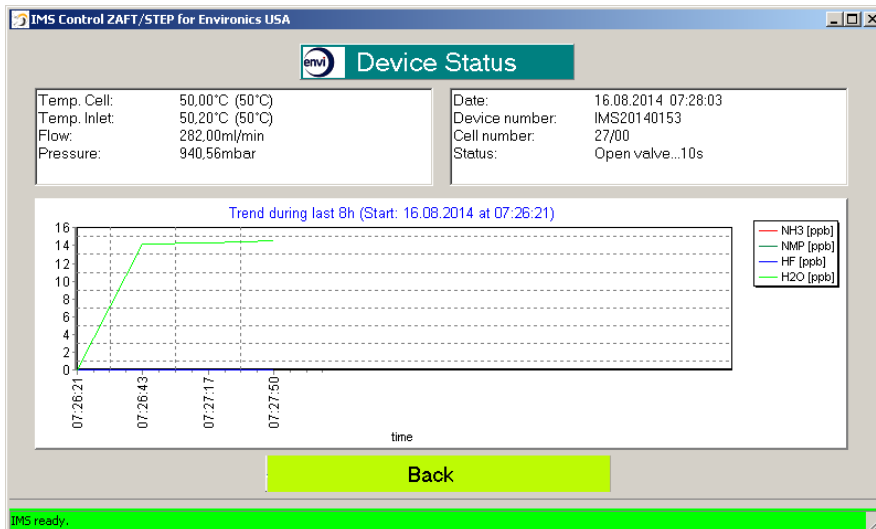 IMS Control ZAFT/STEP for Environics USA
envi Device Status
Temp. Cell: 50,00°C (50°C)
Temp. Inlet: 50,20°C (50°C)
Flow: 282,00ml/min
Pressure: 940,56mbar
Date: 16.08.2014 07:28:03
Device number: IMS20140153
Cell number: 27/00
Status: Open valve...10s
Trend during last 8h (Start: 16.08.2014 at 07:26:21)
16
14
12
10
8
6
4
2
0
07:26:21
07:26:43
07:27:17
07:27:50
time
NH3 [ppb]
NMP [ppb]
HF [ppb]
H2O [ppb]
Back
IMS ready.